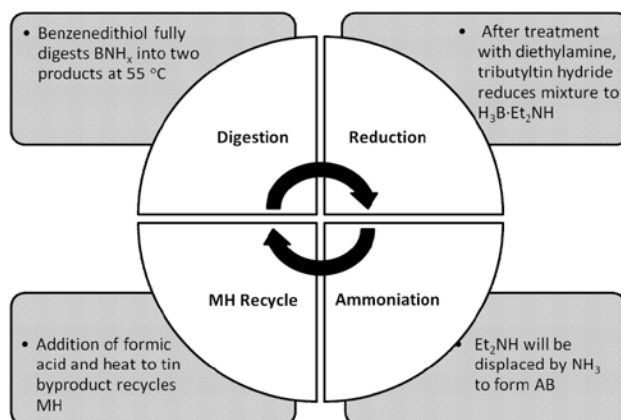 • Benzenedithiol fully
digests BNHₓ into two
products at 55 °C
• After treatment
with diethylamine,
tributyltin hydride
reduces mixture to
H₃B·Et₂NH
Digestion
Reduction
MH Recycle
Ammoniation
• Addition of formic
acid and heat to tin
byproduct recycles
MH
• Et₂NH will be
displaced by NH₃
to form AB